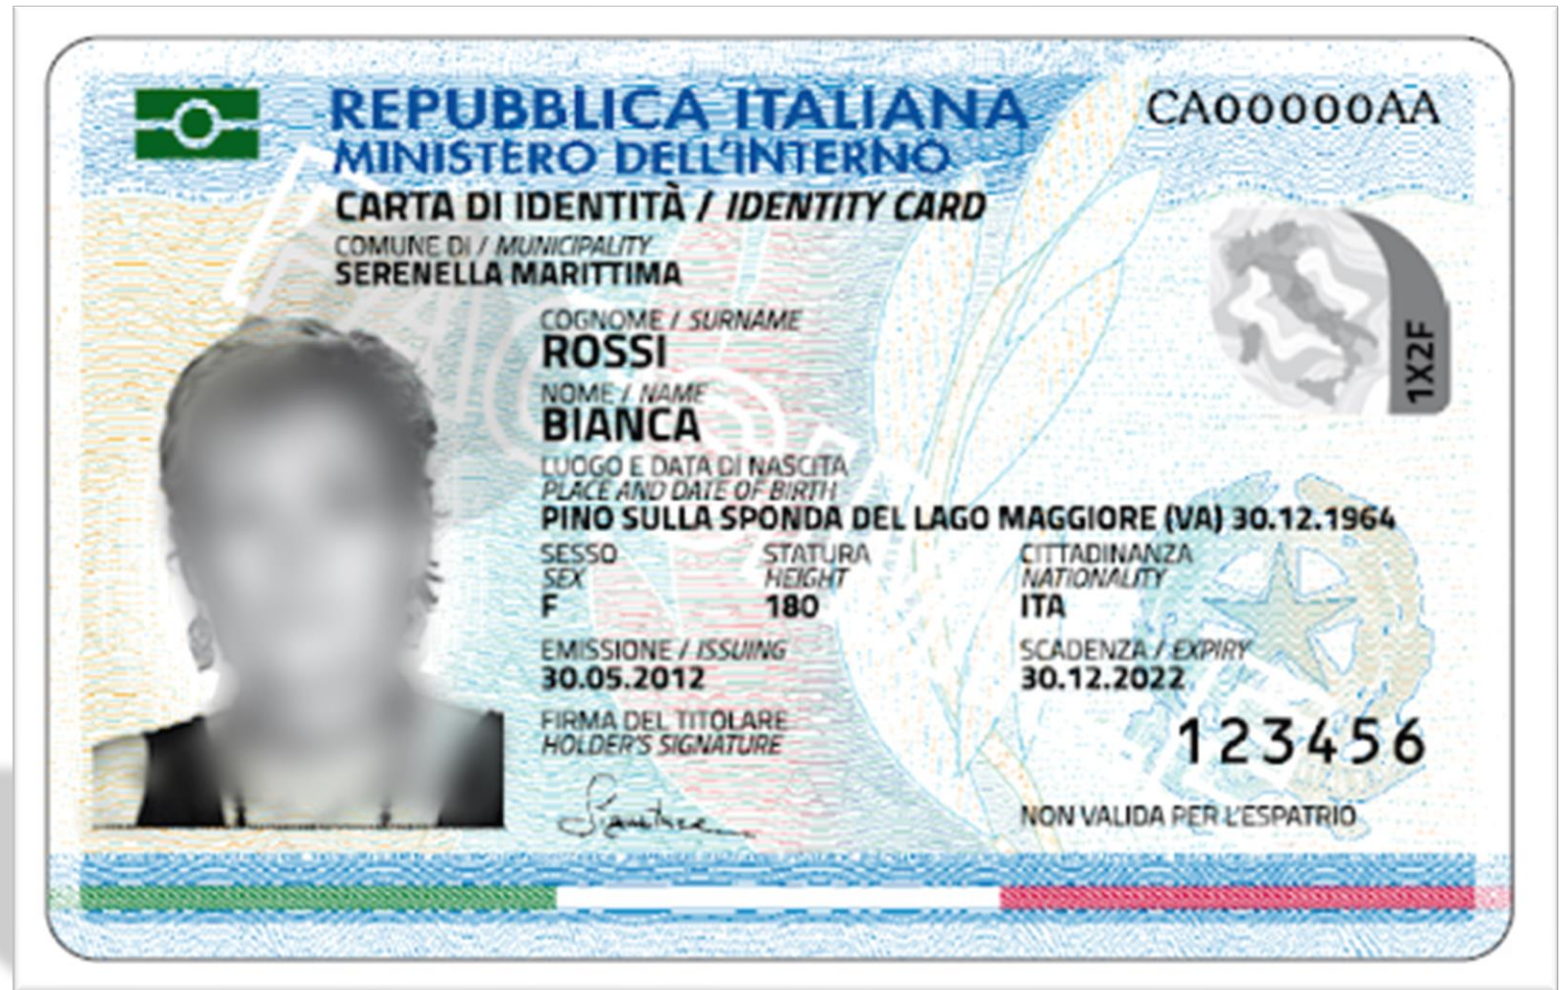 REPUBBLICA ITALIANA
CA00000AA
MINISTERO DELL'INTERNO
CARTA DI IDENTITÀ / IDENTITY CARD
COMUNE DI / MUNICIPALITY
SERENELLA MARITTIMA
1X2F
COGNOME / SURNAME
ROSSI
NOME / NAME
BIANCA
LUOGO E DATA DI NASCITA
PLACE AND DATE OF BIRTH
PINO SULLA SPONDA DEL LAGO MAGGIORE (VA) 30.12.1964
SESSO STATURA CITTADINANZA
SEX HEIGHT NATIONALITY
F 180 ITA
EMISSIONE / ISSUING SCADENZA / EXPIRY
30.05.2012 30.12.2022
FIRMA DEL TITOLARE
HOLDER'S SIGNATURE
123456
Signature
NON VALIDA PER L'ESPATRIO